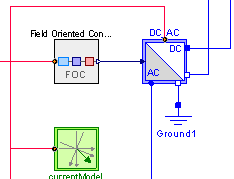 DC AC
Field Oriented Con...
DC
FOC
AC
Ground1
currentModel